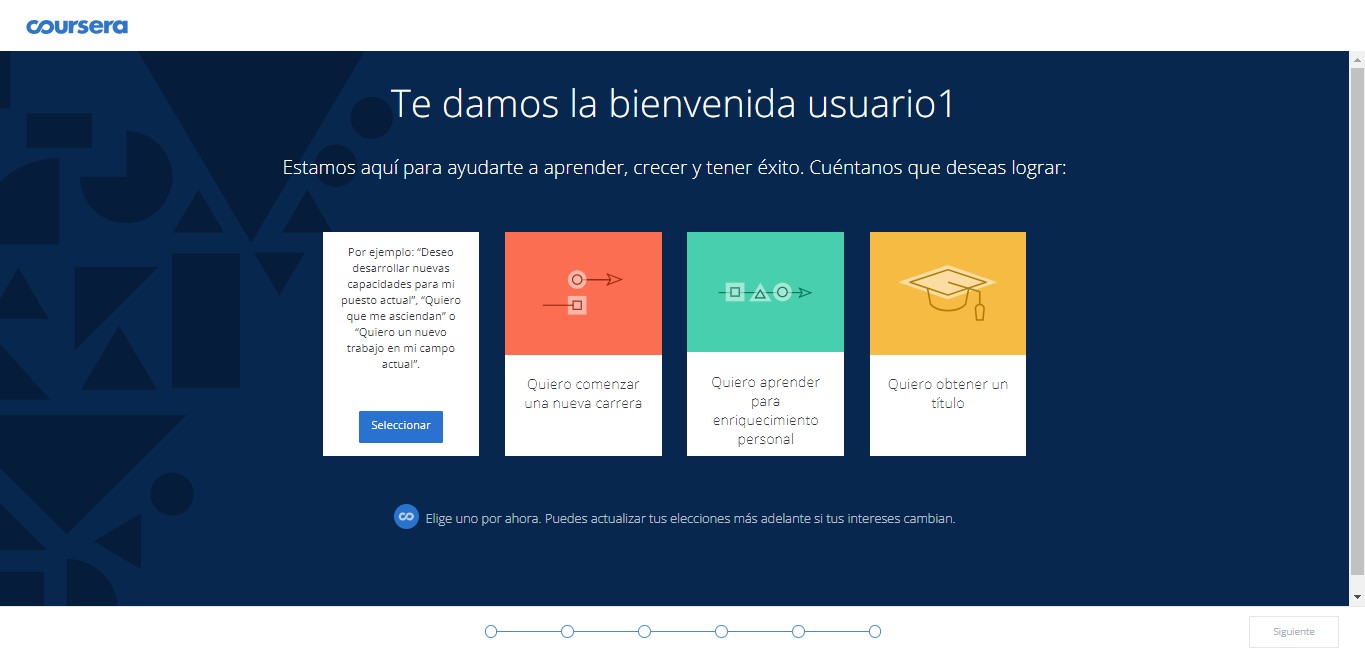 coursera
Te damos la bienvenida usuario1
Estamos aquí para ayudarte a aprender, crecer y tener éxito. Cuéntanos que deseas lograr:
Por ejemplo: “Deseo
desarrollar nuevas
capacidades para mi
puesto actual”, “Quiero
que me asciendan” o
“Quiero un nuevo
trabajo en mi campo
actual”.
Seleccionar
Quiero comenzar
una nueva carrera
Quiero aprender
para
enriquecimiento
personal
Quiero obtener un
título
Elige uno por ahora. Puedes actualizar tus elecciones más adelante si tus intereses cambian.
Siguiente